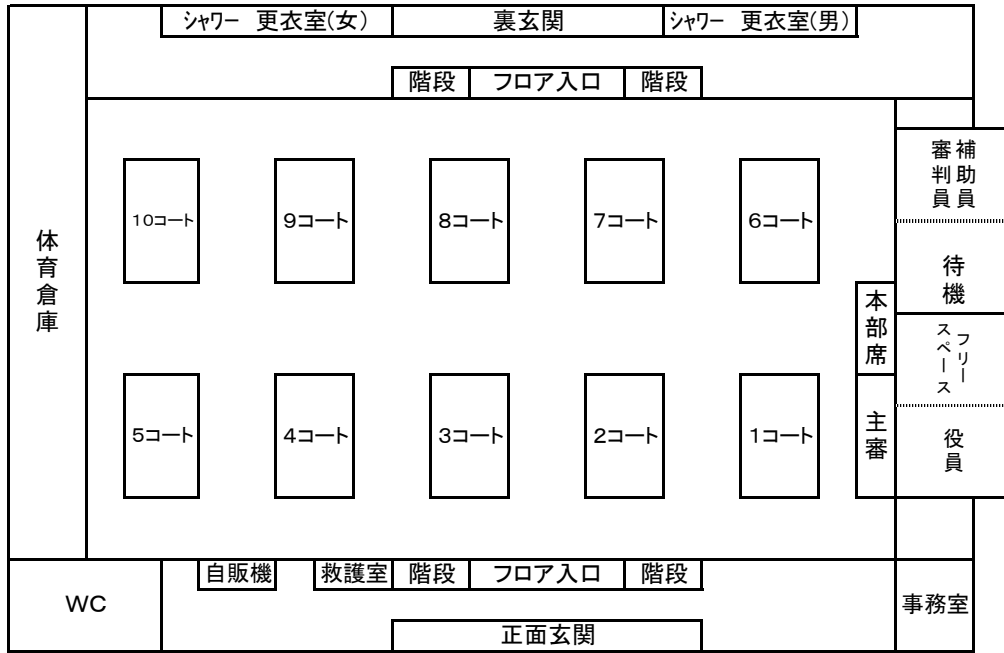 シャワー 更衣室(女)
裏玄関
シャワー 更衣室(男)
階段
フロア入口
階段
補助員
審判員
待機
10コート
9コート
8コート
7コート
6コート
体育倉庫
本部席
フリー
スペース
5コート
4コート
3コート
2コート
1コート
主審
役員
自販機
救護室
階段
フロア入口
階段
WC
事務室
正面玄関